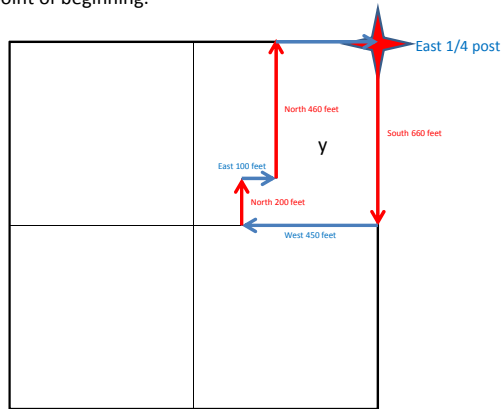 point of beginning.
East 1/4 post
North 460 feet
South 660 feet
y
East 100 feet
North 200 feet
West 450 feet